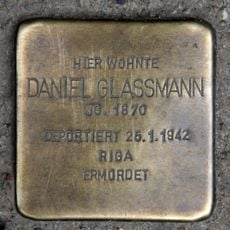 HIER WOHNTE
DANIEL GLASSMANN
JG. 1870
DEPORTIERT 25.1.1942
RIGA
ERMORDET